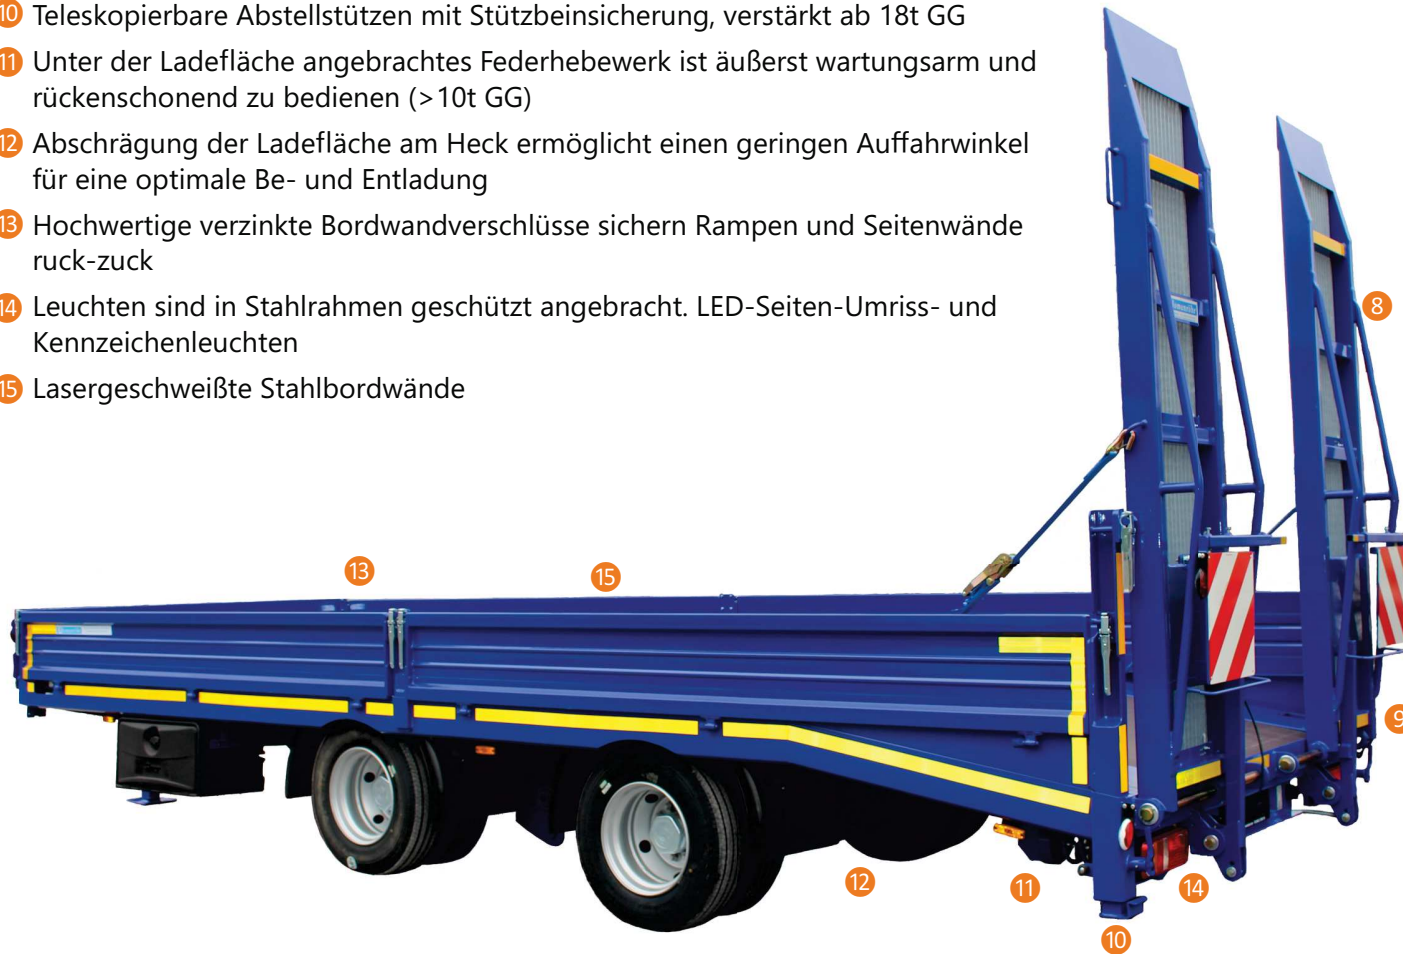 10 Teleskopierbare Abstellstützen mit Stützbeinsicherung, verstärkt ab 18t GG
11 Unter der Ladefläche angebrachtes Federhebewerk ist äußerst wartungsarm und
rückenschonend zu bedienen (>10t GG)
12 Abschrägung der Ladefläche am Heck ermöglicht einen geringen Auffahrwinkel
für eine optimale Be- und Entladung
13 Hochwertige verzinkte Bordwandverschlüsse sichern Rampen und Seitenwände
ruck-zuck
14 Leuchten sind in Stahlrahmen geschützt angebracht. LED-Seiten-Umriss- und
Kennzeichenleuchten
15 Lasergeschweißte Stahlbordwände
8
13
15
9
12
11
14
10